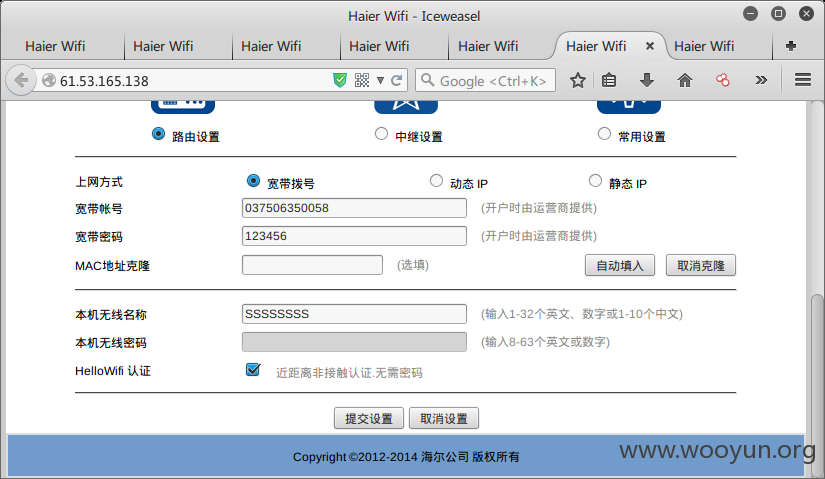 Haier Wifi - Iceweasel
Haier Wifi Haier Wifi Haier Wifi Haier Wifi Haier Wifi Haier Wifi Haier Wifi
61.53.165.138 Google <Ctrl+K>
路由设置 中继设置 常用设置
上网方式 宽带拨号 动态 IP 静态 IP
宽带帐号 037506350058 (开户时由运营商提供)
宽带密码 123456 (开户时由运营商提供)
MAC地址克隆 (选填) 自动填入 取消克隆
本机无线名称 SSSSSSSS (输入1-32个英文、数字或1-10个中文)
本机无线密码 (输入8-63个英文或数字)
HelloWifi 认证 近距离非接触认证.无需密码
提交设置 取消设置
Copyright ©2012-2014 海尔公司 版权所有
www.wooyun.org